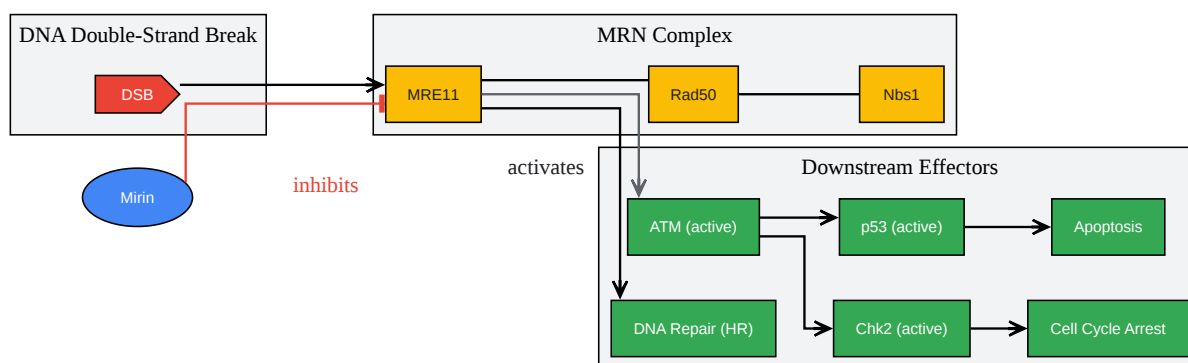 DNA Double-Strand Break
MRN Complex
DSB
MRE11
Rad50
Nbs1
Mirin
inhibits
activates
Downstream Effectors
ATM (active)
p53 (active)
Apoptosis
DNA Repair (HR)
Chk2 (active)
Cell Cycle Arrest